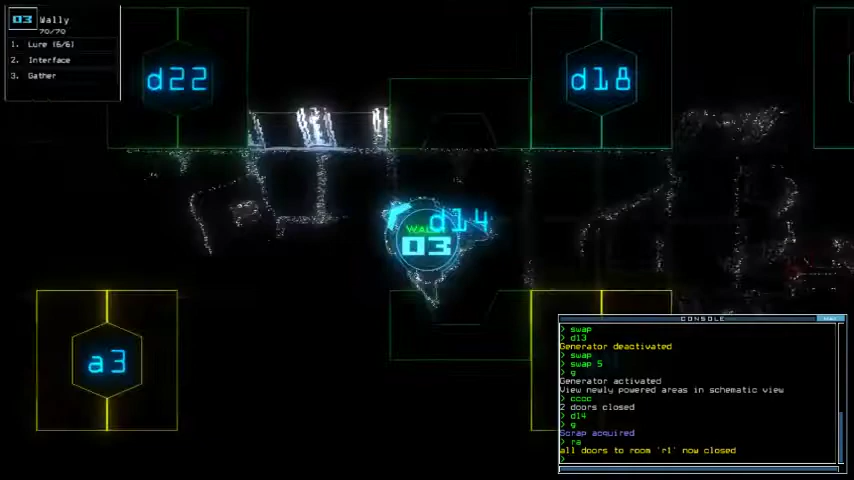 03 Wally
70/70
1. Lure (6/6)
2. Interface
3. Gather
d22
d18
d14
WAL
03
a3
CONSOLE
> swap
> d13
Generator deactivated
> swap
> swap 5
> g
Generator activated
View newly powered areas in schematic view
> cccc
2 doors closed
> d14
> g
Scrap acquired
> ra
all doors to room 'r1' now closed
>